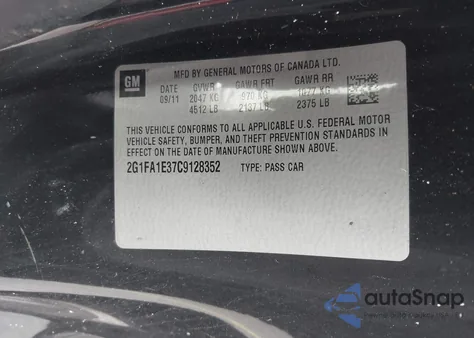 GM
MFD BY GENERAL MOTORS OF CANADA LTD.
DATE GVWR GAWR FRT GAWR RR
09/11 2047 KG 970 KG 1077 KG
4512 LB 2137 LB 2375 LB
THIS VEHICLE CONFORMS TO ALL APPLICABLE U.S. FEDERAL MOTOR
VEHICLE SAFETY, BUMPER, AND THEFT PREVENTION STANDARDS IN
EFFECT ON THE DATE OF MANUFACTURE SHOWN ABOVE.
2G1FA1E37C9128352 TYPE: PASS CAR
autoSnap